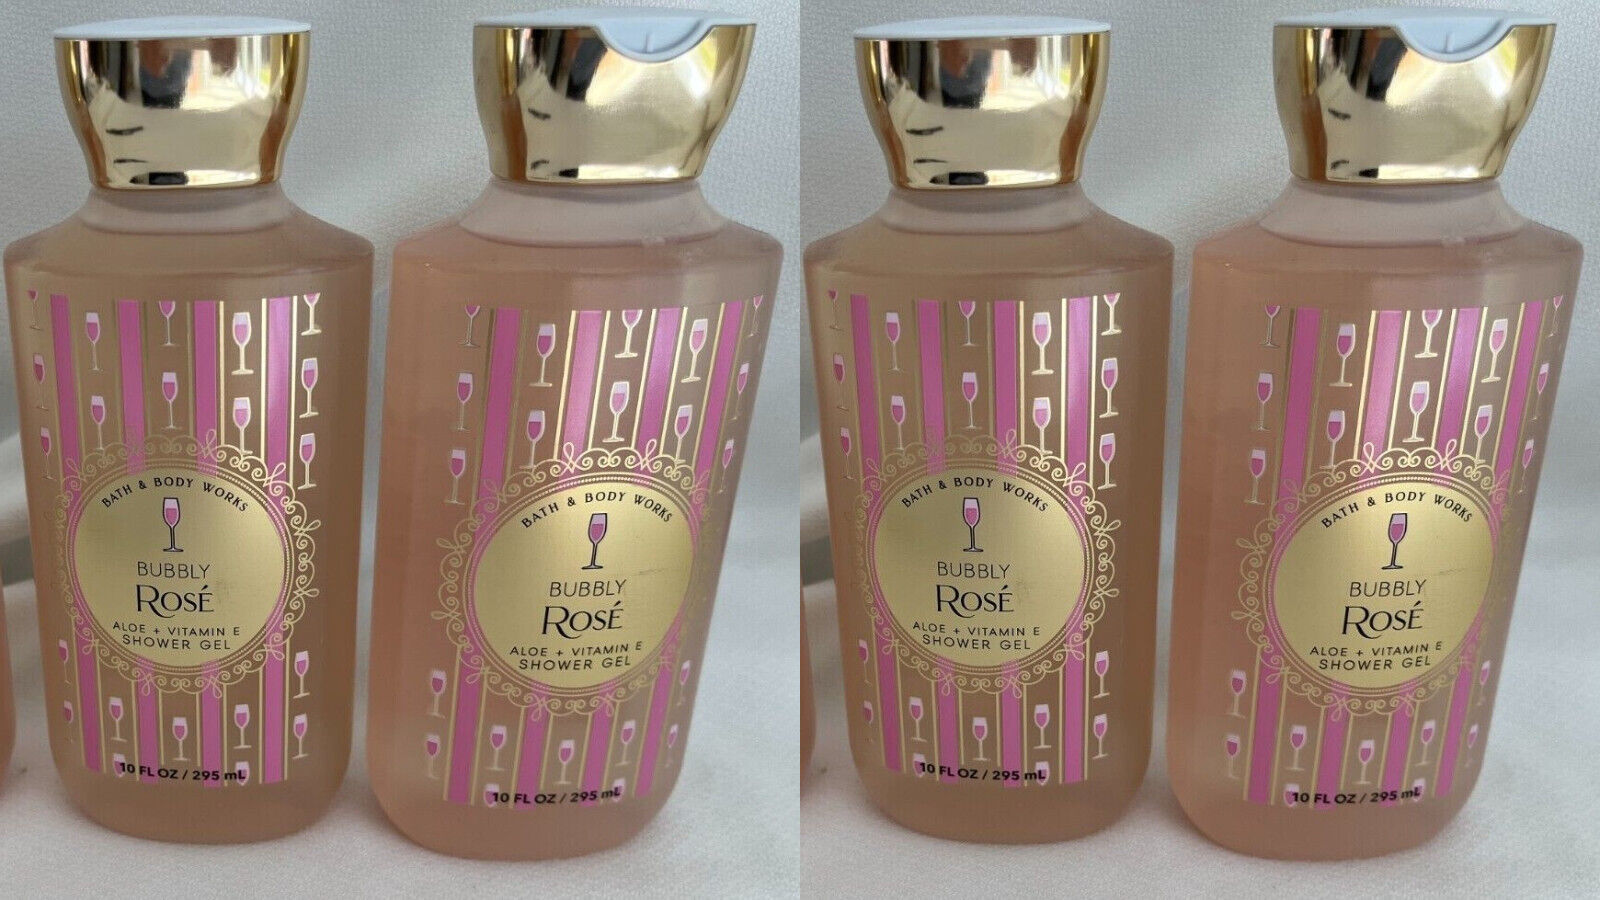 BATH & BODY WORKS
BUBBLY
ROSÉ
ALOE + VITAMIN E
SHOWER GEL
10 FL OZ / 295 mL
BATH & BODY WORKS
BUBBLY
ROSÉ
ALOE + VITAMIN E
SHOWER GEL
10 FL OZ / 295 mL
BATH & BODY WORKS
BUBBLY
ROSÉ
ALOE + VITAMIN E
SHOWER GEL
10 FL OZ / 295 mL
BATH & BODY WORKS
BUBBLY
ROSÉ
ALOE + VITAMIN E
SHOWER GEL
10 FL OZ / 295 mL